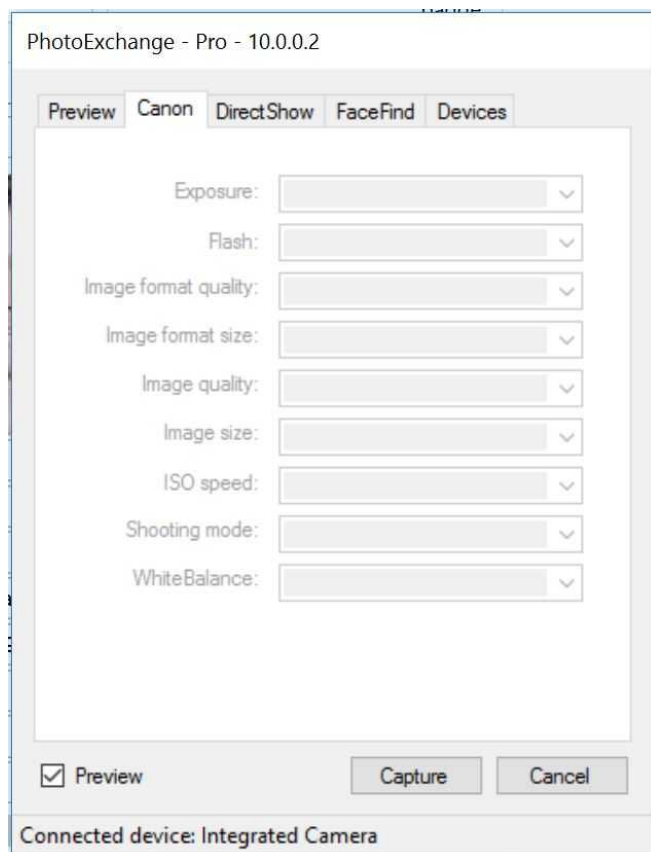 PhotoExchange - Pro - 10.0.0.2
Preview Canon DirectShow FaceFind Devices
Exposure:
Flash:
Image format quality:
Image format size:
Image quality:
Image size:
ISO speed:
Shooting mode:
WhiteBalance:
Preview Capture Cancel
Connected device: Integrated Camera